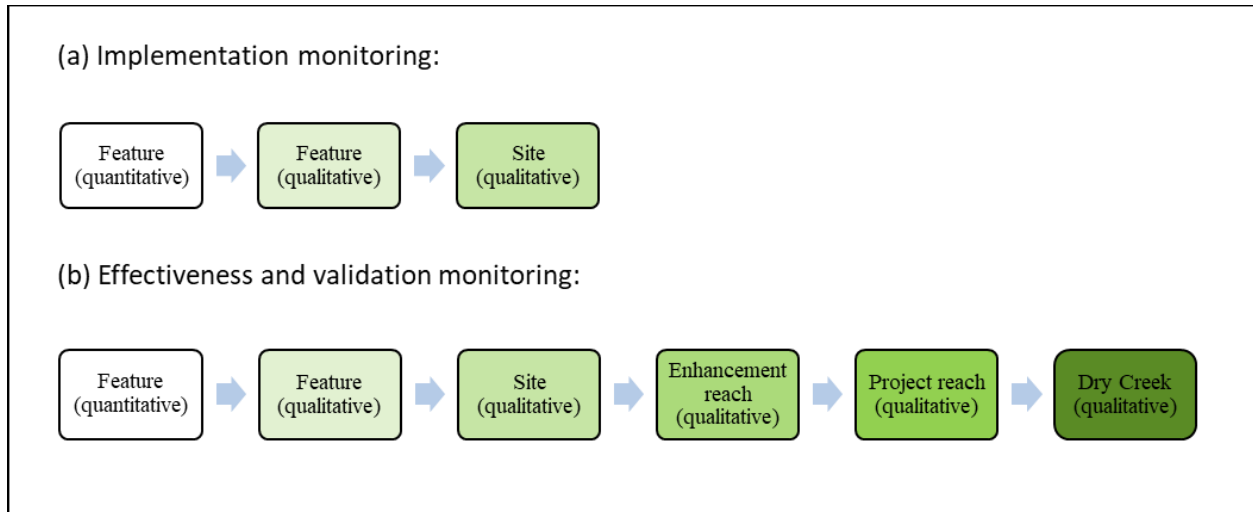 (a) Implementation monitoring:
Feature
(quantitative)
Feature
(qualitative)
Site
(qualitative)
(b) Effectiveness and validation monitoring:
Feature
(quantitative)
Feature
(qualitative)
Site
(qualitative)
Enhancement
reach
(qualitative)
Project reach
(qualitative)
Dry Creek
(qualitative)